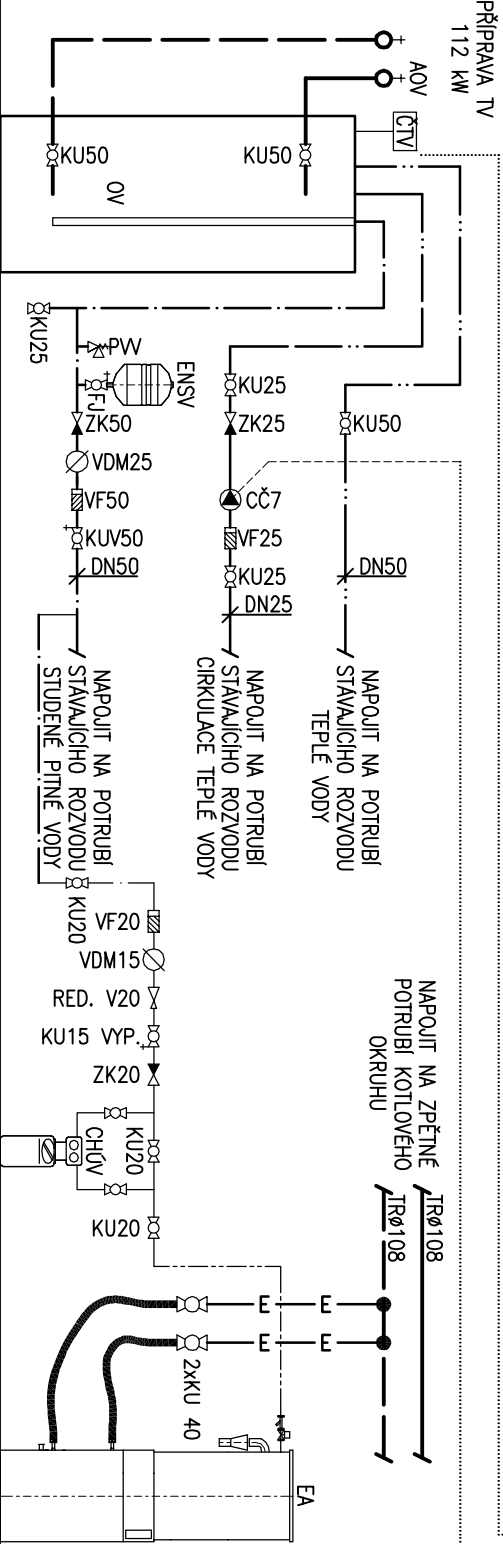 PŘÍPRAVA TV
112 kW
AOV
ČTV
KU50
KU50
OV
KU25
PVV
FJ
ENSV
ZK50
VDM25
VF50
KUV50
DN50
KU25
ZK25
CČ7
VF25
KU25
DN25
KU50
DN50
NAPOJIT NA POTRUBÍ
STÁVAJÍCÍHO ROZVODU
TEPLÉ VODY
NAPOJIT NA POTRUBÍ
STÁVAJÍCÍHO ROZVODU
CIRKULACE TEPLÉ VODY
NAPOJIT NA POTRUBÍ
STÁVAJÍCÍHO ROZVODU
STUDENÉ PITNÉ VODY
KU20
VF20
VDM15
RED. V20
KU15 VYP.
ZK20
KU20
CHÚV
KU20
NAPOJIT NA ZPĚTNÉ
POTRUBÍ KOTLOVÉHO
OKRUHU
TRø108
TRø108
E
E
E
E
2xKU 40
EA